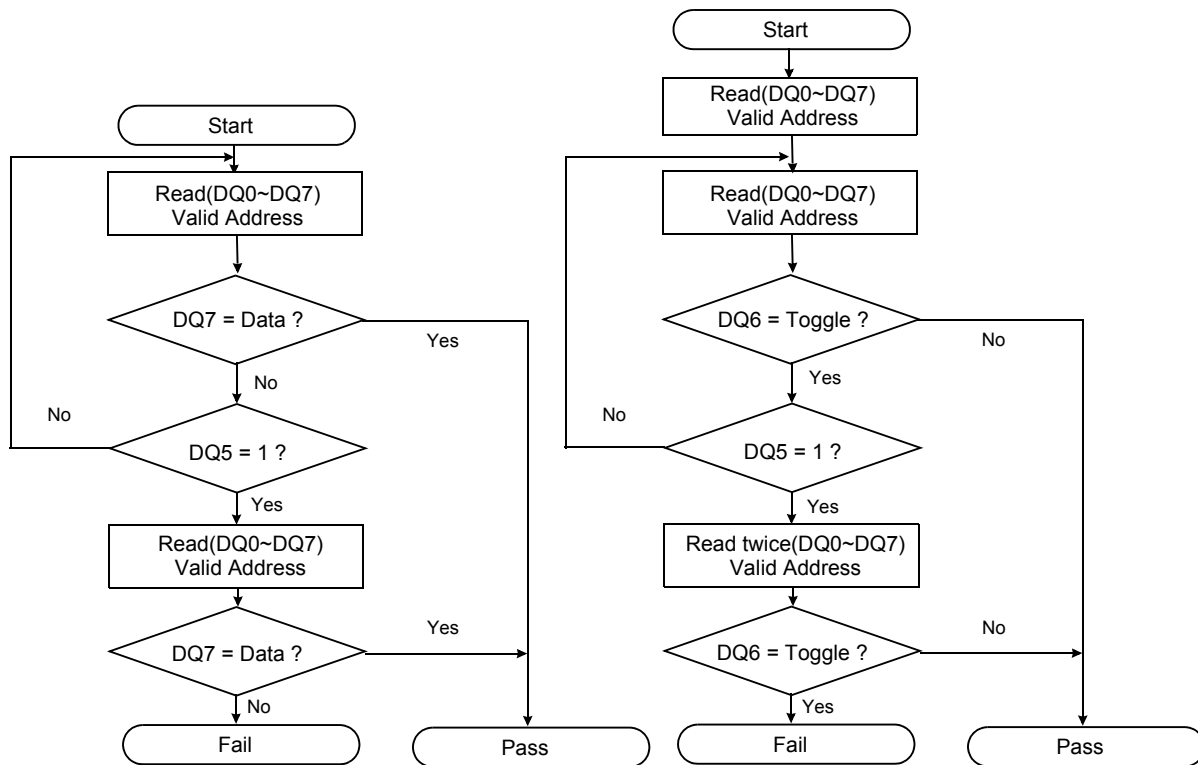 Start
Read(DQ0~DQ7)
Valid Address
DQ7 = Data ?
Yes
No
No
DQ5 = 1 ?
Yes
Read(DQ0~DQ7)
Valid Address
DQ7 = Data ?
Yes
No
Fail
Pass
Start
Read(DQ0~DQ7)
Valid Address
Read(DQ0~DQ7)
Valid Address
DQ6 = Toggle ?
No
Yes
No
DQ5 = 1 ?
Yes
Read twice(DQ0~DQ7)
Valid Address
DQ6 = Toggle ?
No
Yes
Fail
Pass